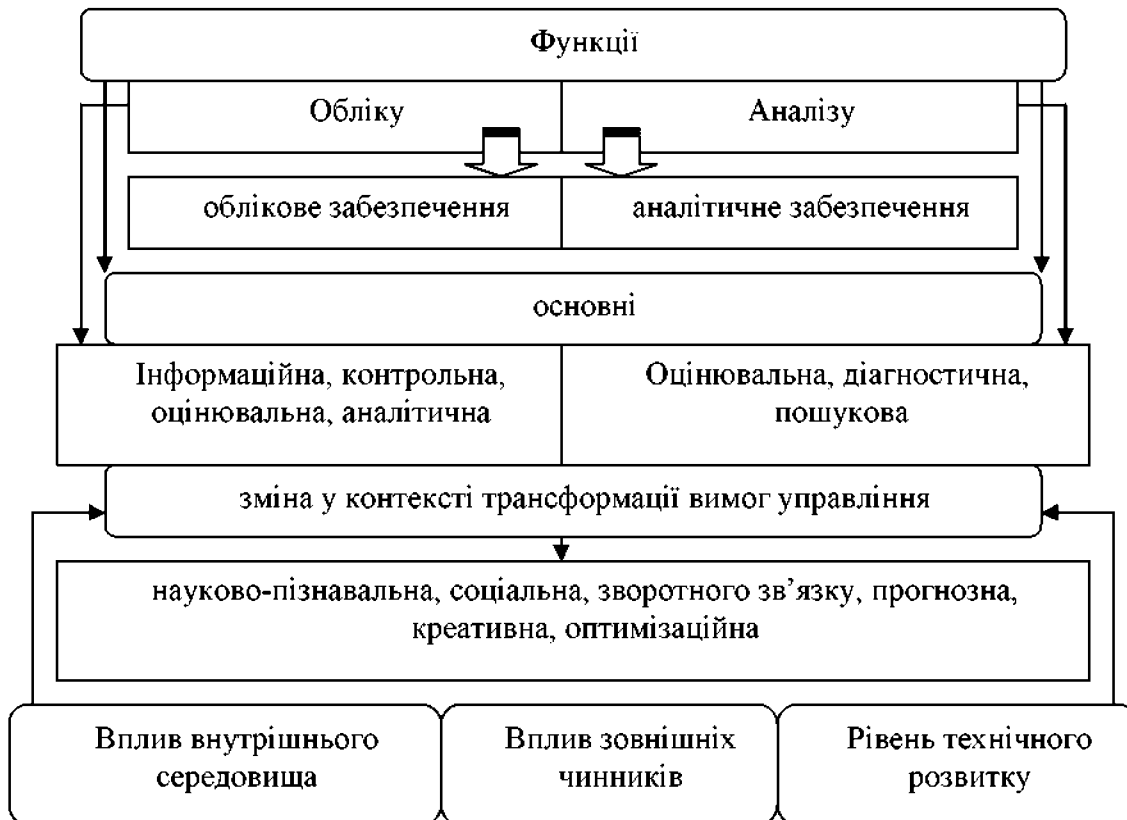 Функції
Обліку
Аналізу
облікове забезпечення
аналітичне забезпечення
основні
Інформаційна, контрольна,
оцінювальна, аналітична
Оцінювальна, діагностична,
пошукова
зміна у контексті трансформації вимог управління
науково-пізнавальна, соціальна, зворотного зв’язку, прогнозна,
креативна, оптимізаційна
Вплив внутрішнього
середовища
Вплив зовнішніх
чинників
Рівень технічного
розвитку